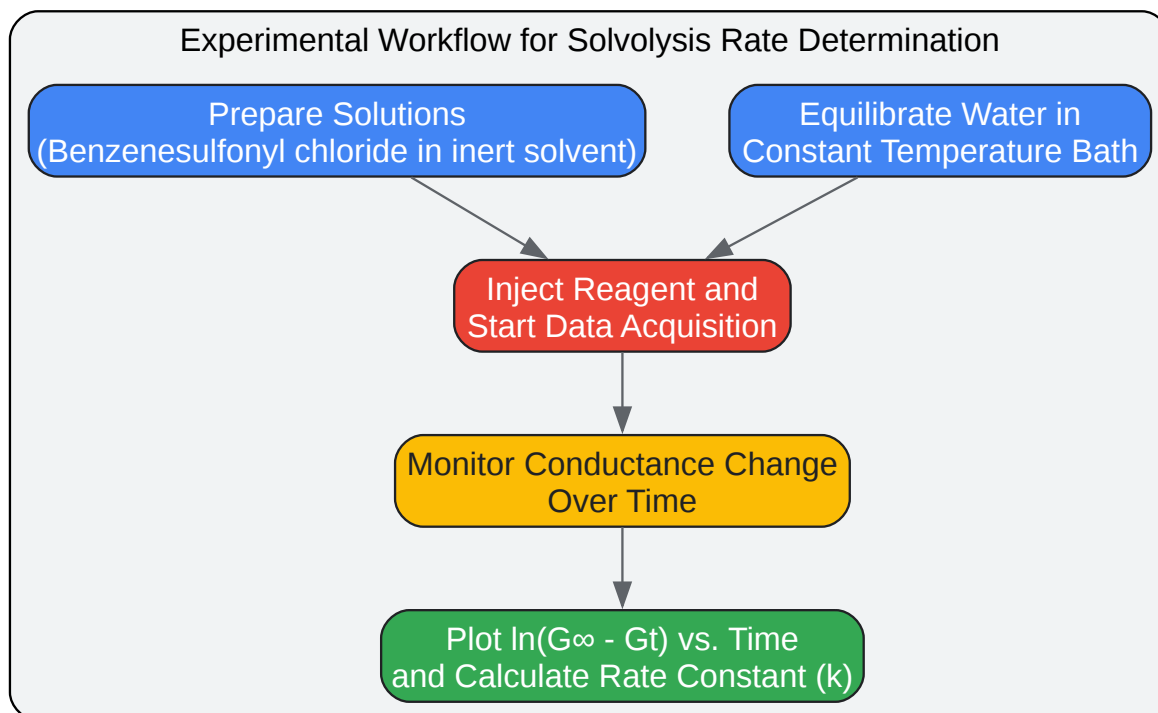 Experimental Workflow for Solvolysis Rate Determination
Prepare Solutions
(Benzenesulfonyl chloride in inert solvent)
Equilibrate Water in
Constant Temperature Bath
Inject Reagent and
Start Data Acquisition
Monitor Conductance Change
Over Time
Plot ln(G∞ - Gt) vs. Time
and Calculate Rate Constant (k)